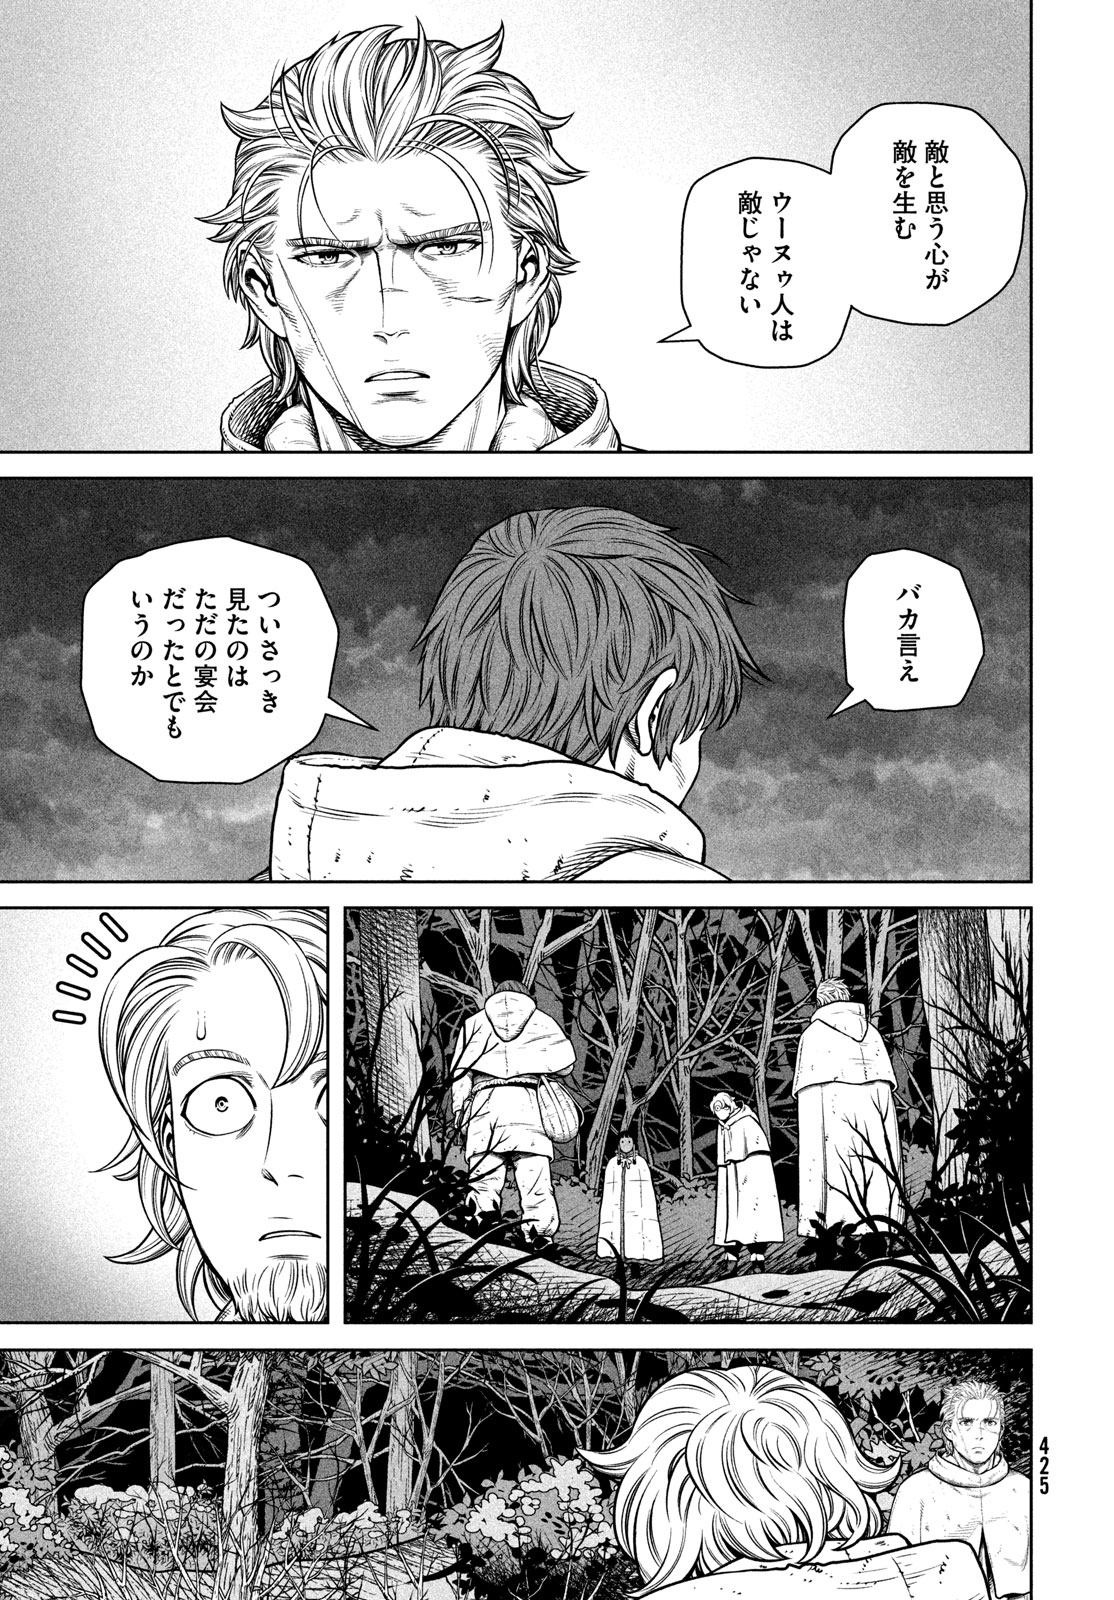 敵と思う心が
敵を生む
ウーヌゥ人は
敵じゃない
バカ言え
ついさっき
見たのは
ただの宴会
だったとでも
いうのか
425